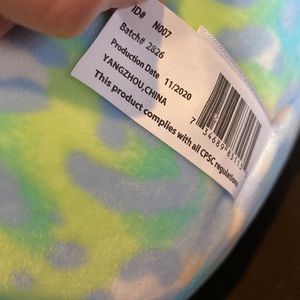 ID# N007
Batch# 2826
Production Date 11/2020
YANGZHOU,CHINA
This product complies with all CPSC regulations